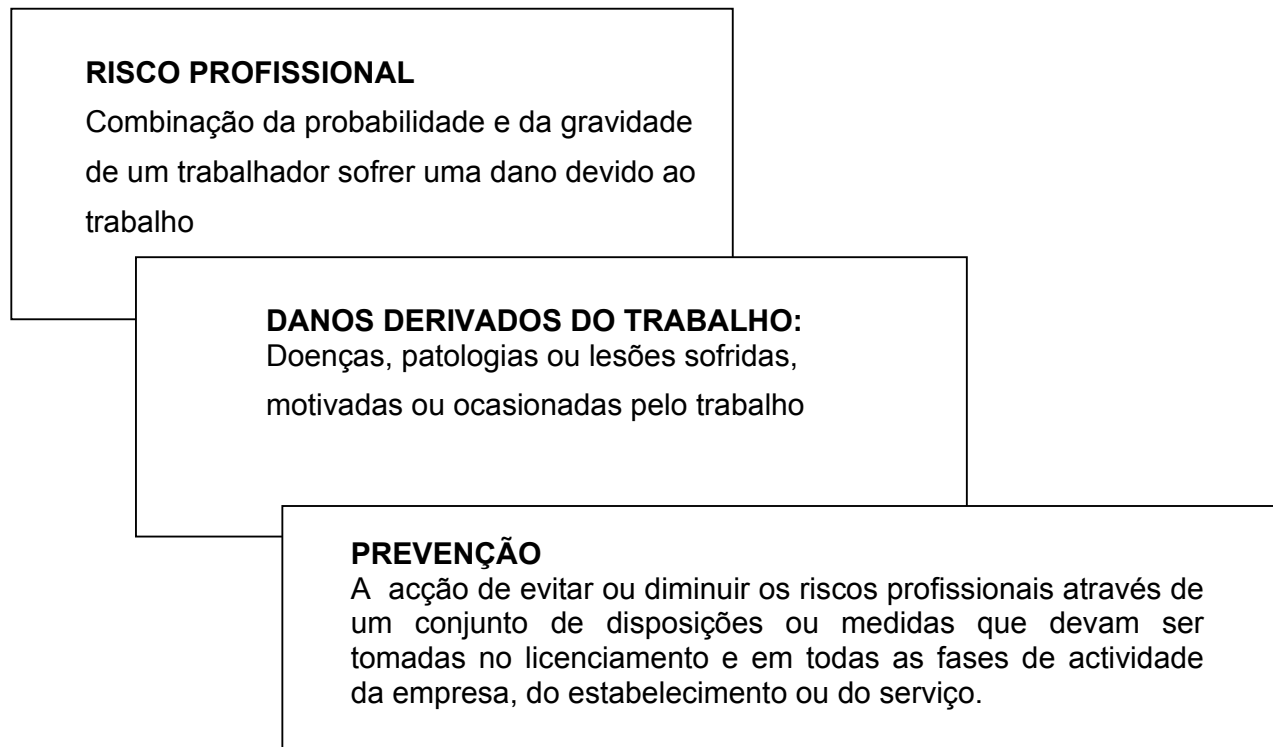 RISCO PROFISSIONAL
Combinação da probabilidade e da gravidade
de um trabalhador sofrer uma dano devido ao
trabalho
DANOS DERIVADOS DO TRABALHO:
Doenças, patologias ou lesões sofridas,
motivadas ou ocasionadas pelo trabalho
PREVENÇÃO
A acção de evitar ou diminuir os riscos profissionais através de
um conjunto de disposições ou medidas que devam ser
tomadas no licenciamento e em todas as fases de actividade
da empresa, do estabelecimento ou do serviço.